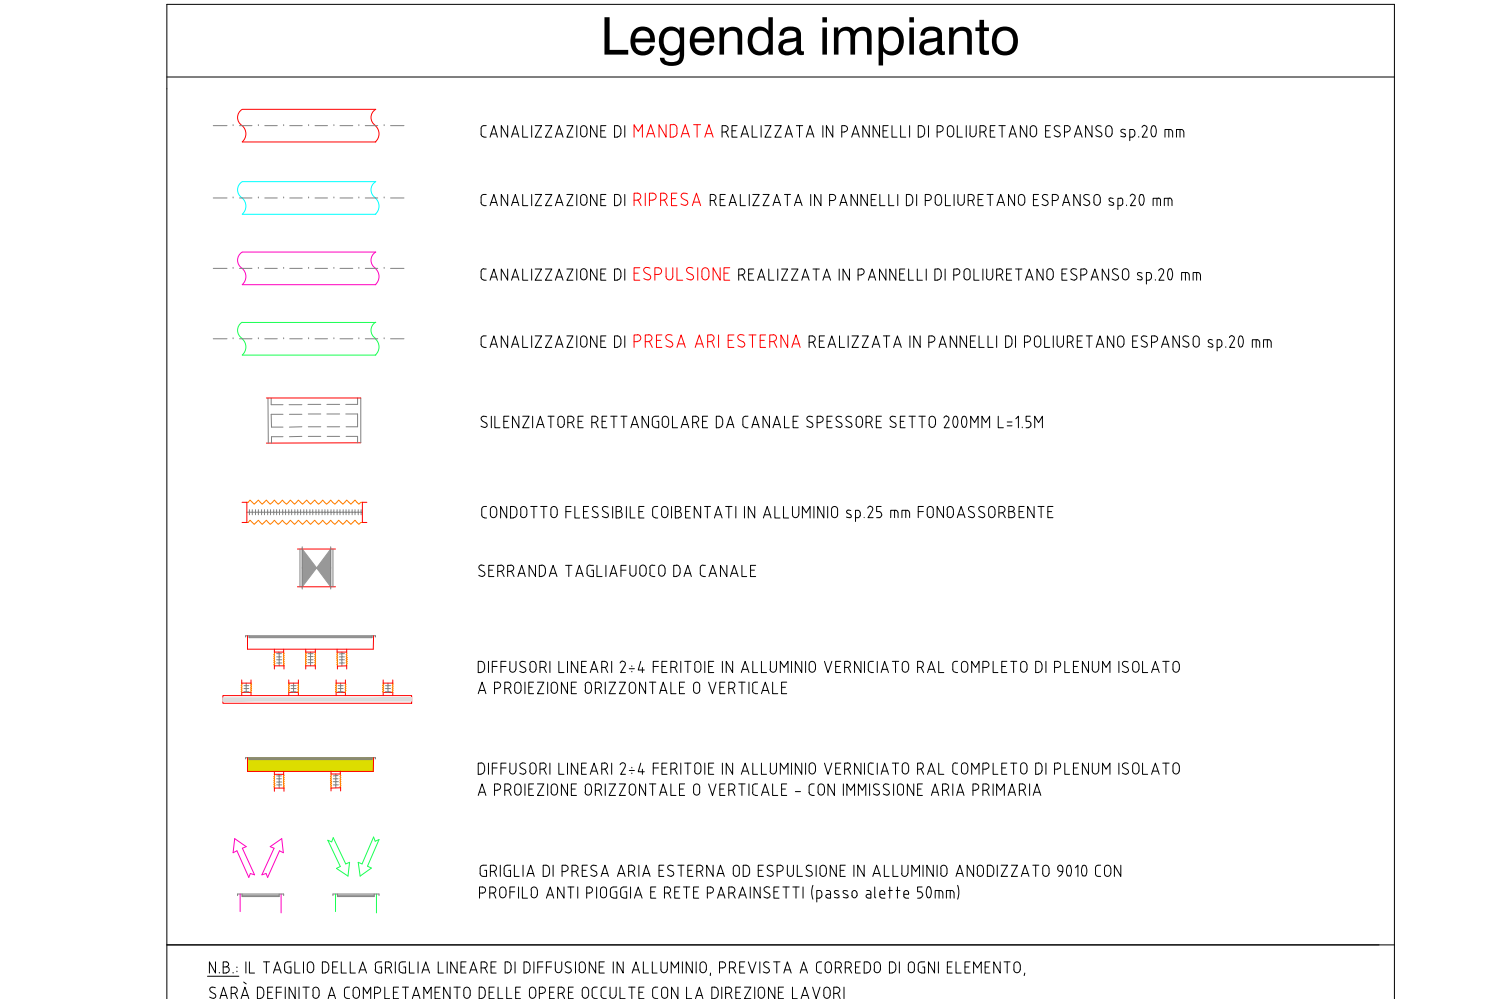 Legenda impianto
CANALIZZAZIONE DI MANDATA REALIZZATA IN PANNELLI DI POLIURETANO ESPANSO sp.20 mm
CANALIZZAZIONE DI RIPRESA REALIZZATA IN PANNELLI DI POLIURETANO ESPANSO sp.20 mm
CANALIZZAZIONE DI ESPULSIONE REALIZZATA IN PANNELLI DI POLIURETANO ESPANSO sp.20 mm
CANALIZZAZIONE DI PRESA ARI ESTERNA REALIZZATA IN PANNELLI DI POLIURETANO ESPANSO sp.20 mm
SILENZIATORE RETTANGOLARE DA CANALE SPESSORE SETTO 200MM L=1.5M
CONDOTTO FLESSIBILE COIBENTATI IN ALLUMINIO sp.25 mm FONOASSORBENTE
SERRANDA TAGLIAFUOCO DA CANALE
DIFFUSORI LINEARI 2÷4 FERITOIE IN ALLUMINIO VERNICIATO RAL COMPLETO DI PLENUM ISOLATO
A PROIEZIONE ORIZZONTALE O VERTICALE
DIFFUSORI LINEARI 2÷4 FERITOIE IN ALLUMINIO VERNICIATO RAL COMPLETO DI PLENUM ISOLATO
A PROIEZIONE ORIZZONTALE O VERTICALE - CON IMMISSIONE ARIA PRIMARIA
GRIGLIA DI PRESA ARIA ESTERNA OD ESPULSIONE IN ALLUMINIO ANODIZZATO 9010 CON
PROFILO ANTI PIOGGIA E RETE PARAINSETTI (passo alette 50mm)
N.B.: IL TAGLIO DELLA GRIGLIA LINEARE DI DIFFUSIONE IN ALLUMINIO, PREVISTA A CORREDO DI OGNI ELEMENTO,
SARÀ DEFINITO A COMPLETAMENTO DELLE OPERE OCCULTE CON LA DIREZIONE LAVORI